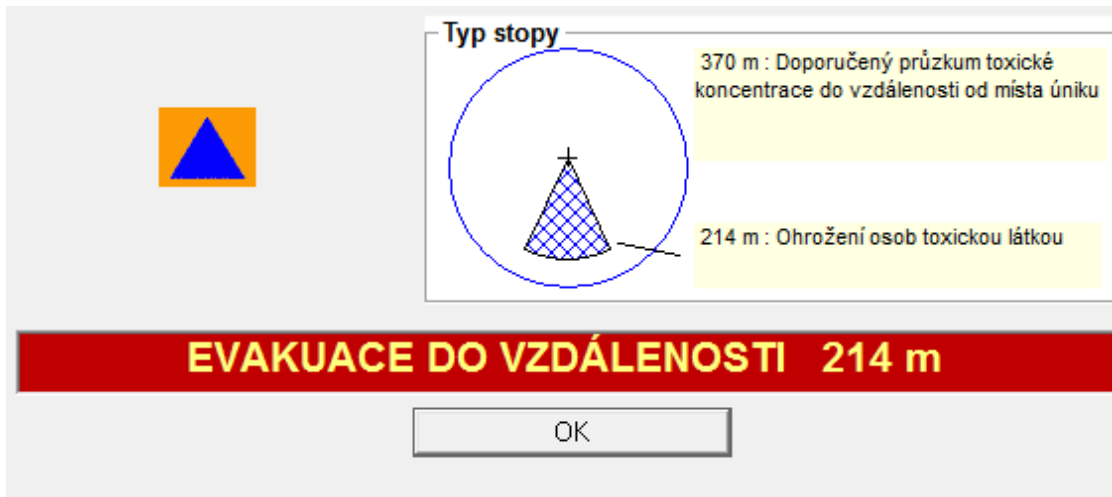 Typ stopy
370 m : Doporučený průzkum toxické
koncentrace do vzdálenosti od místa úniku
214 m : Ohrožení osob toxickou látkou
EVAKUACE DO VZDÁLENOSTI 214 m
OK